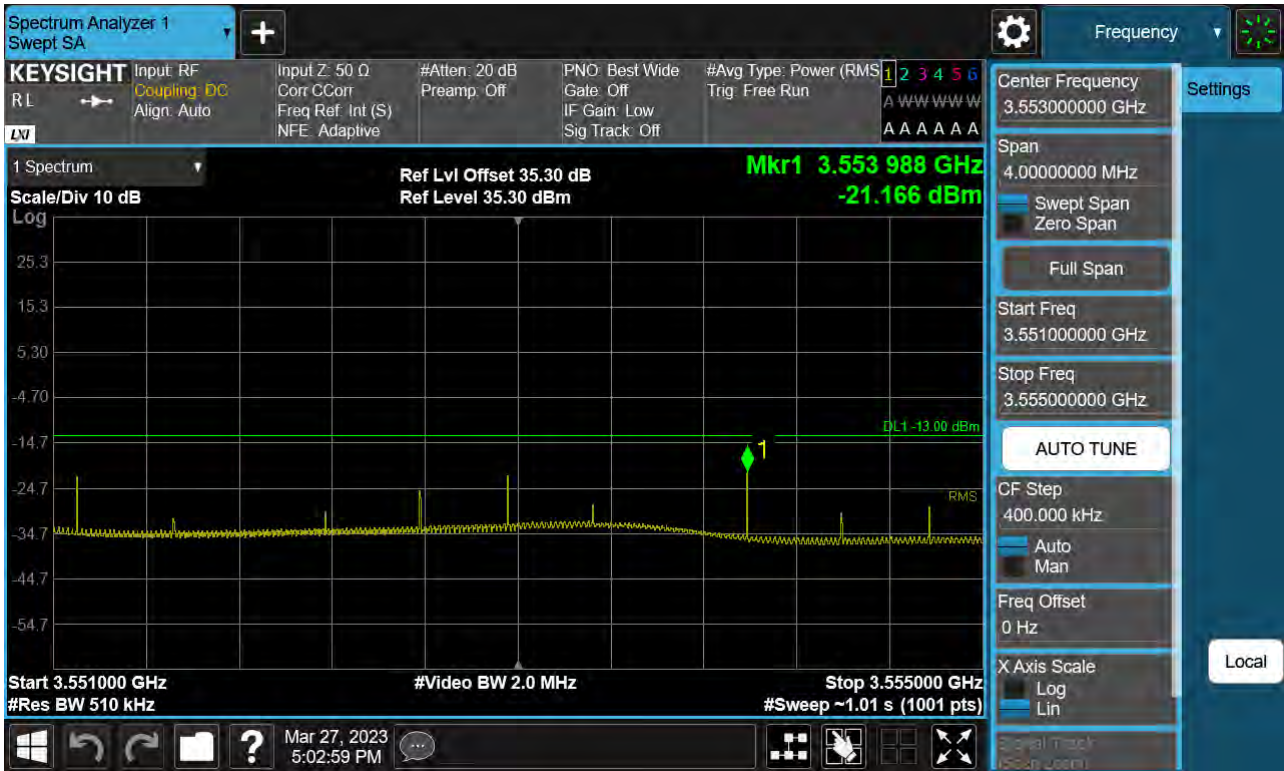 Spectrum Analyzer 1
Swept SA
Frequency
KEYSIGHT
RL
LXI
Input: RF
Coupling: DC
Align: Auto
Input Z: 50 Ω
Corr CCorr
Freq Ref: Int (S)
NFE: Adaptive
#Atten: 20 dB
Preamp: Off
PNO: Best Wide
Gate: Off
IF Gain: Low
Sig Track: Off
#Avg Type: Power (RMS
Trig: Free Run
1 2 3 4 5 6
A W W W W W
A A A A A A
1 Spectrum
Scale/Div 10 dB
Log
Ref Lvl Offset 35.30 dB
Ref Level 35.30 dBm
Mkr1 3.553 988 GHz
-21.166 dBm
25.3
15.3
5.30
-4.70
-14.7
-24.7
-34.7
-44.7
-54.7
DL1 -13.00 dBm
1
RMS
Start 3.551000 GHz
#Res BW 510 kHz
#Video BW 2.0 MHz
Stop 3.555000 GHz
#Sweep ~1.01 s (1001 pts)
Center Frequency
3.553000000 GHz
Span
4.00000000 MHz
Swept Span
Zero Span
Full Span
Start Freq
3.551000000 GHz
Stop Freq
3.555000000 GHz
AUTO TUNE
CF Step
400.000 kHz
Auto
Man
Freq Offset
0 Hz
X Axis Scale
Log
Lin
Signal Track
(Span Zoom)
Settings
Local
?
Mar 27, 2023
5:02:59 PM